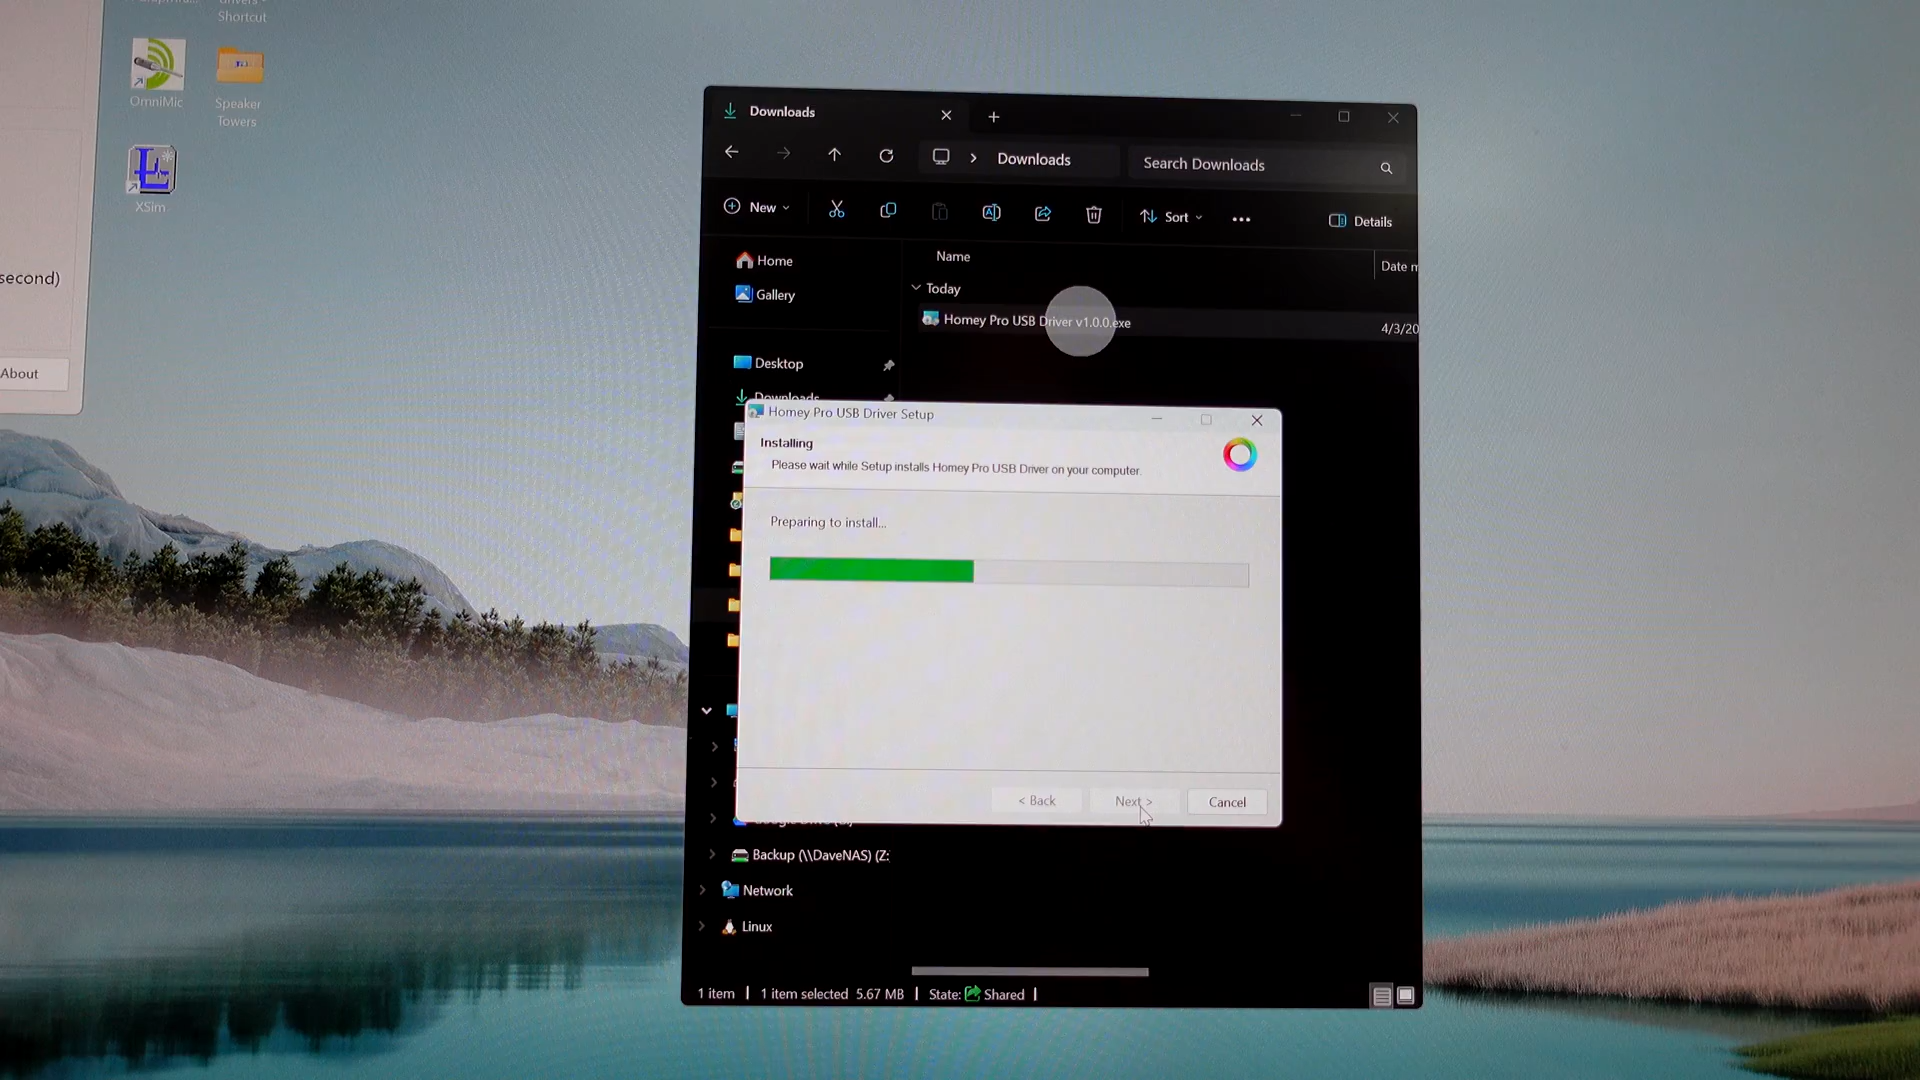 Shortcut
OmniMic
Speaker
Towers
XSim
second)
About
Downloads
Downloads
Search Downloads
New
Sort
Details
Home
Gallery
Desktop
Downloads
Name
Date m
Today
Homey Pro USB Driver v1.0.0.exe
4/3/20
Homey Pro USB Driver Setup
Installing
Please wait while Setup installs Homey Pro USB Driver on your computer.
Preparing to install...
< Back
Next >
Cancel
Backup (\\DaveNAS) (Z:
Network
Linux
1 item
1 item selected 5.67 MB
State: Shared